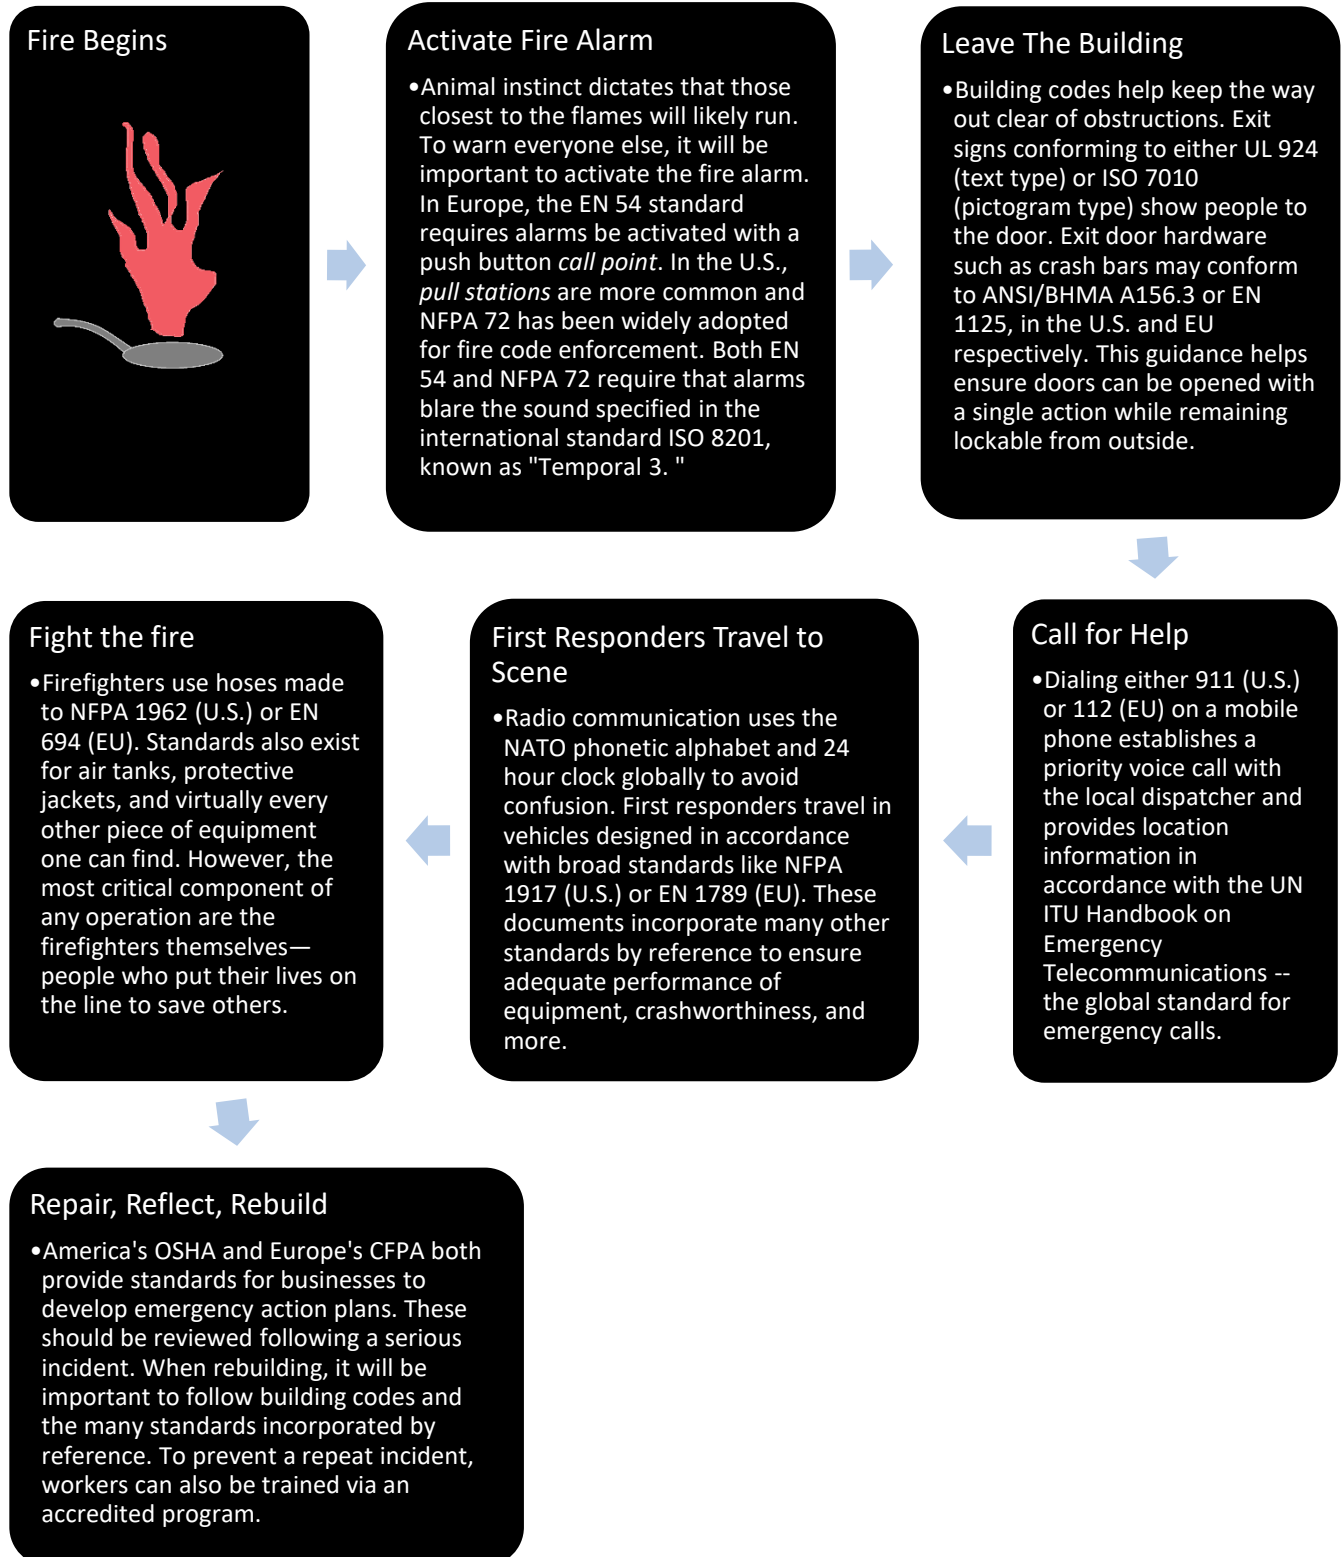 Fire Begins
Activate Fire Alarm
•Animal instinct dictates that those
closest to the flames will likely run.
To warn everyone else, it will be
important to activate the fire alarm.
In Europe, the EN 54 standard
requires alarms be activated with a
push button call point. In the U.S.,
pull stations are more common and
NFPA 72 has been widely adopted
for fire code enforcement. Both EN
54 and NFPA 72 require that alarms
blare the sound specified in the
international standard ISO 8201,
known as "Temporal 3. "
Leave The Building
•Building codes help keep the way
out clear of obstructions. Exit
signs conforming to either UL 924
(text type) or ISO 7010
(pictogram type) show people to
the door. Exit door hardware
such as crash bars may conform
to ANSI/BHMA A156.3 or EN
1125, in the U.S. and EU
respectively. This guidance helps
ensure doors can be opened with
a single action while remaining
lockable from outside.
Call for Help
•Dialing either 911 (U.S.)
or 112 (EU) on a mobile
phone establishes a
priority voice call with
the local dispatcher and
provides location
information in
accordance with the UN
ITU Handbook on
Emergency
Telecommunications --
the global standard for
emergency calls.
First Responders Travel to
Scene
•Radio communication uses the
NATO phonetic alphabet and 24
hour clock globally to avoid
confusion. First responders travel in
vehicles designed in accordance
with broad standards like NFPA
1917 (U.S.) or EN 1789 (EU). These
documents incorporate many other
standards by reference to ensure
adequate performance of
equipment, crashworthiness, and
more.
Fight the fire
•Firefighters use hoses made
to NFPA 1962 (U.S.) or EN
694 (EU). Standards also exist
for air tanks, protective
jackets, and virtually every
other piece of equipment
one can find. However, the
most critical component of
any operation are the
firefighters themselves—
people who put their lives on
the line to save others.
Repair, Reflect, Rebuild
•America's OSHA and Europe's CFPA both
provide standards for businesses to
develop emergency action plans. These
should be reviewed following a serious
incident. When rebuilding, it will be
important to follow building codes and
the many standards incorporated by
reference. To prevent a repeat incident,
workers can also be trained via an
accredited program.